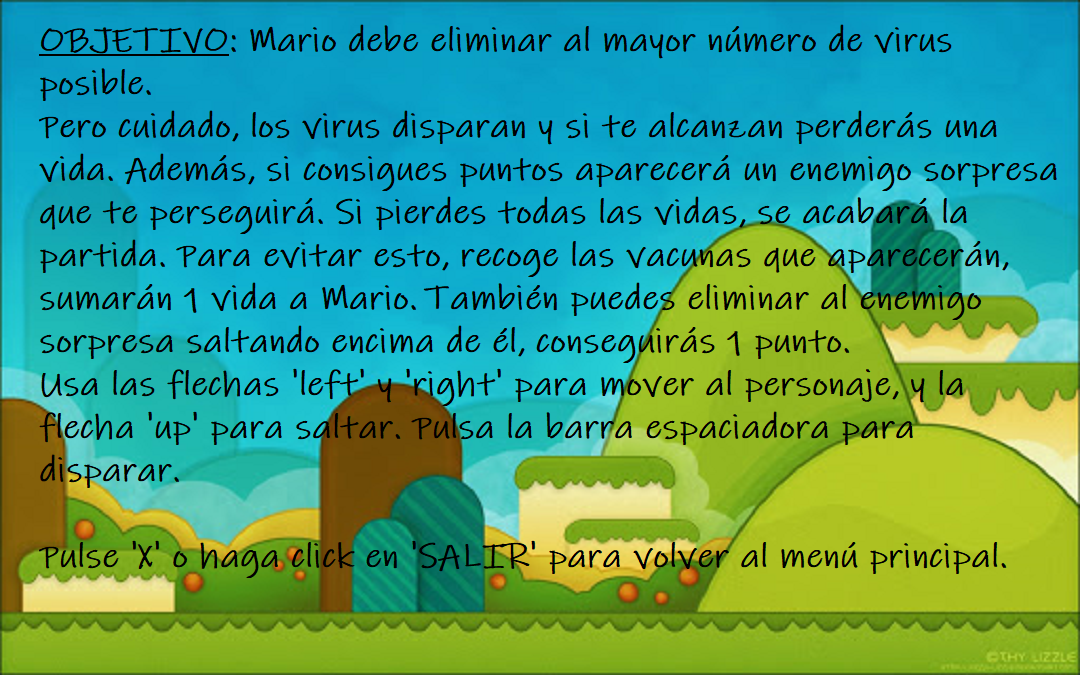 OBJETIVO: Mario debe eliminar al mayor número de virus
posible.
Pero cuidado, los virus disparan y si te alcanzan perderás una
vida. Además, si consigues puntos aparecerá un enemigo sorpresa
que te perseguirá. Si pierdes todas las vidas, se acabará la
partida. Para evitar esto, recoge las vacunas que aparecerán,
sumarán 1 vida a Mario. También puedes eliminar al enemigo
sorpresa saltando encima de él, conseguirás 1 punto.
Usa las flechas 'left' y 'right' para mover al personaje, y la
flecha 'up' para saltar. Pulsa la barra espaciadora para
disparar.
Pulse 'X' o haga click en 'SALIR' para volver al menú principal.
©THY LIZZLE